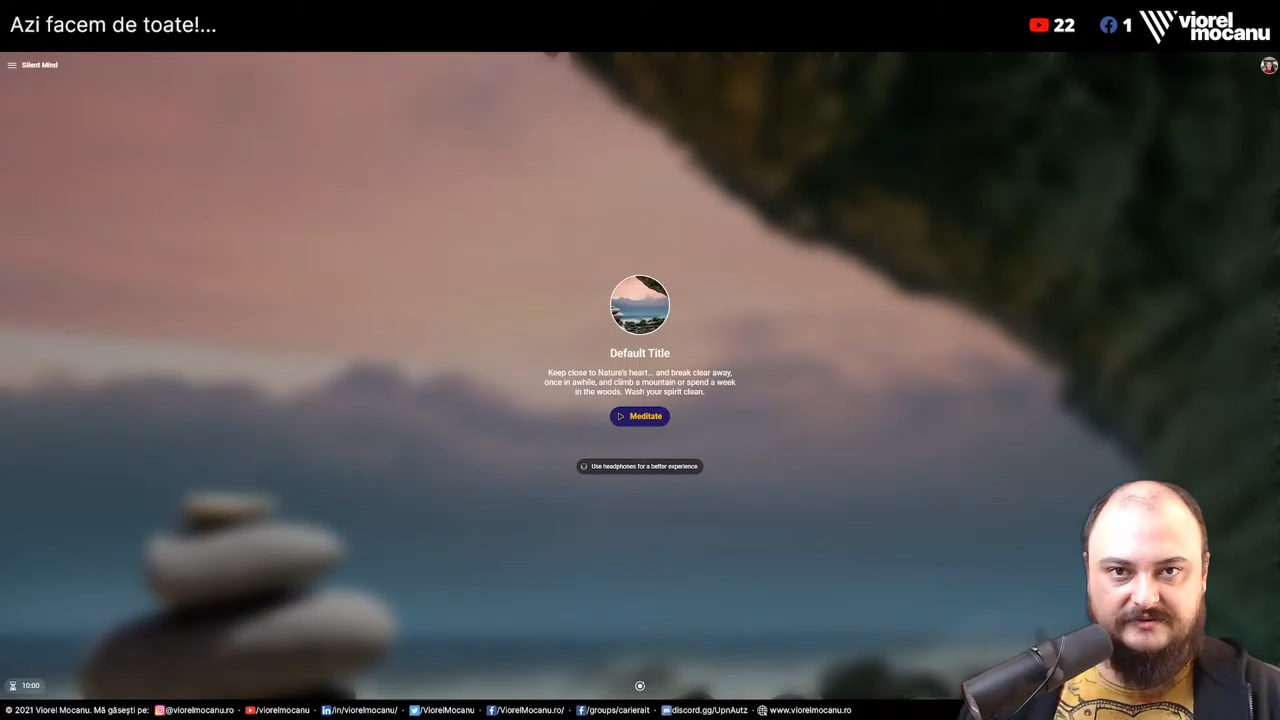 Azi facem de toate!...
22
1
viorel
mocanu
Silent Mind
Default Title
Keep close to Nature's heart... and break clear away,
once in awhile, and climb a mountain or spend a week
in the woods. Wash your spirit clean.
Meditate
Use headphones for a better experience
10:00
© 2021 Viorel Mocanu. Mă găsești pe: @viorelmocanu.ro · /viorelmocanu · /in/viorelmocanu/ · /ViorelMocanu · /ViorelMocanu.ro/ · /groups/carierait · discord.gg/UpnAutz · www.viorelmocanu.ro